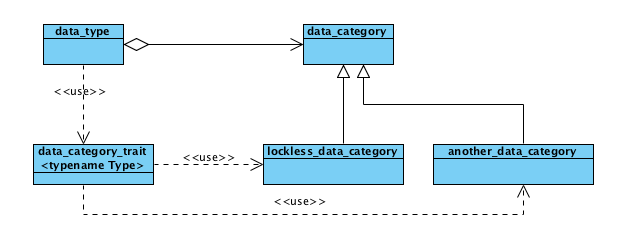 data_type
data_category
<<use>>
data_category_trait
<typename Type>
<<use>>
lockless_data_category
another_data_category
<<use>>